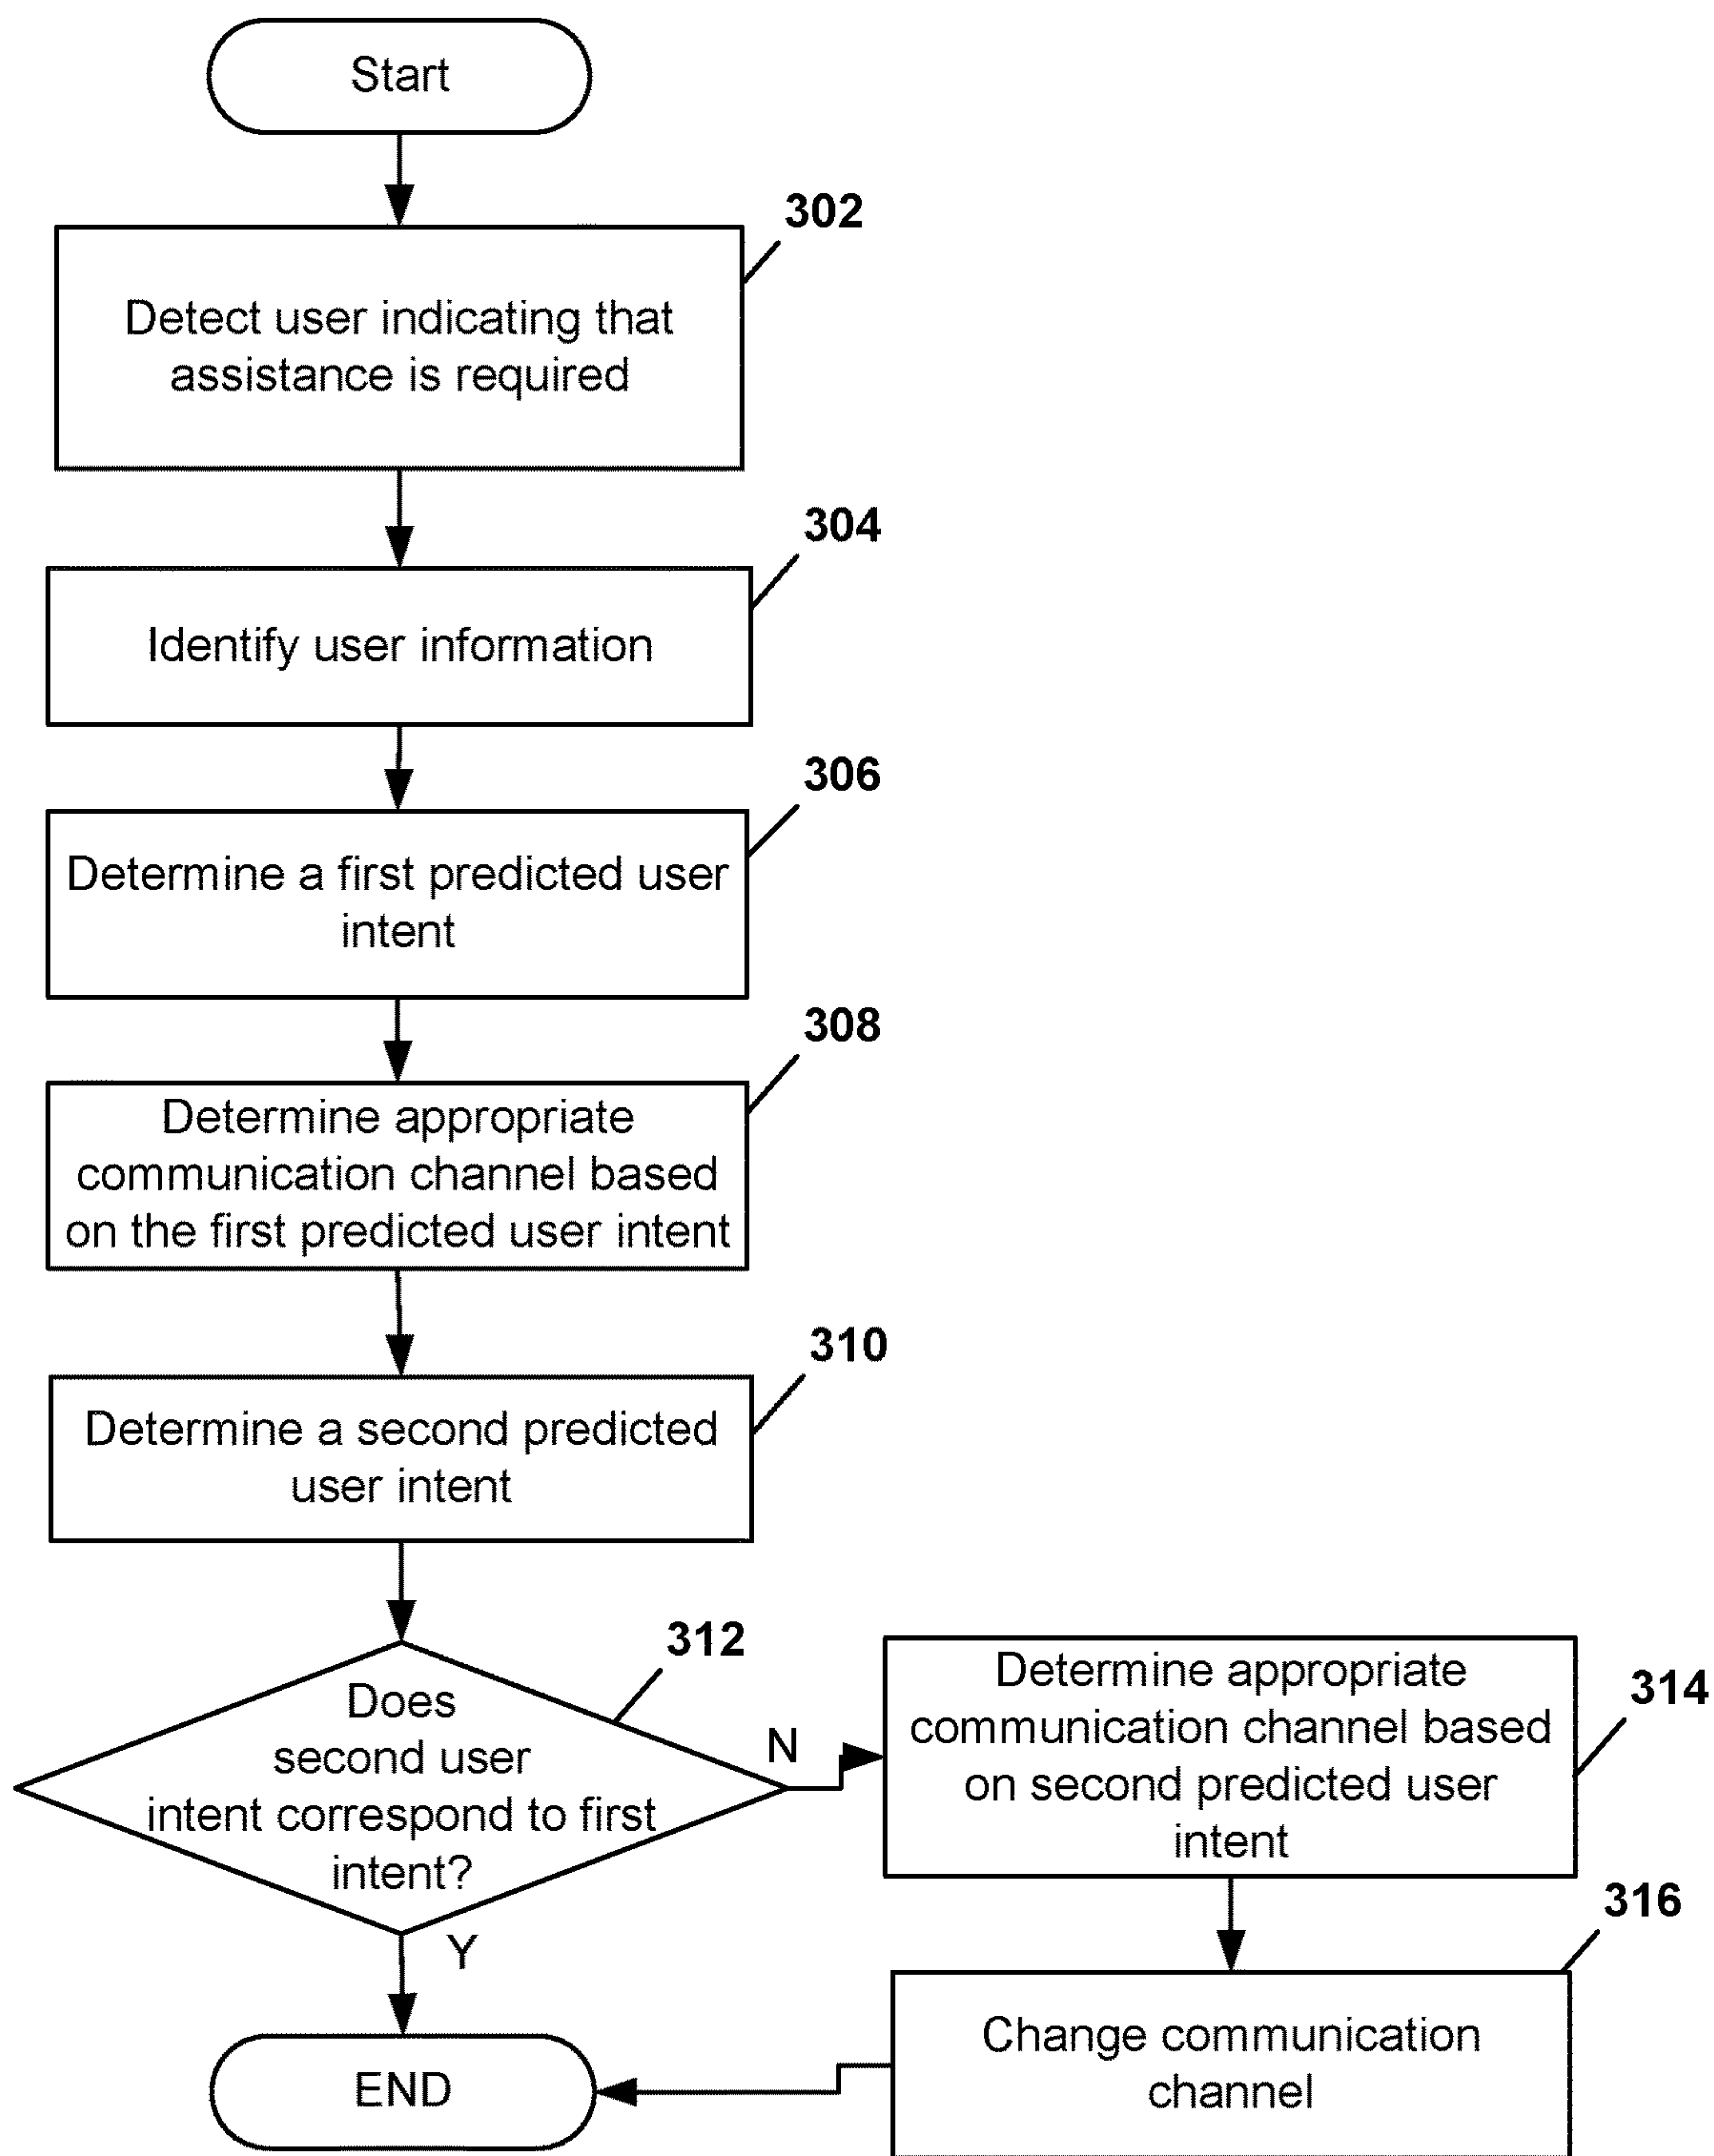 Start
302
Detect user indicating that
assistance is required
304
Identify user information
306
Determine a first predicted user
intent
308
Determine appropriate
communication channel based
on the first predicted user intent
310
Determine a second predicted
user intent
312
Does
second user
intent correspond to first
intent?
N
Y
314
Determine appropriate
communication channel based
on second predicted user
intent
316
Change communication
channel
END